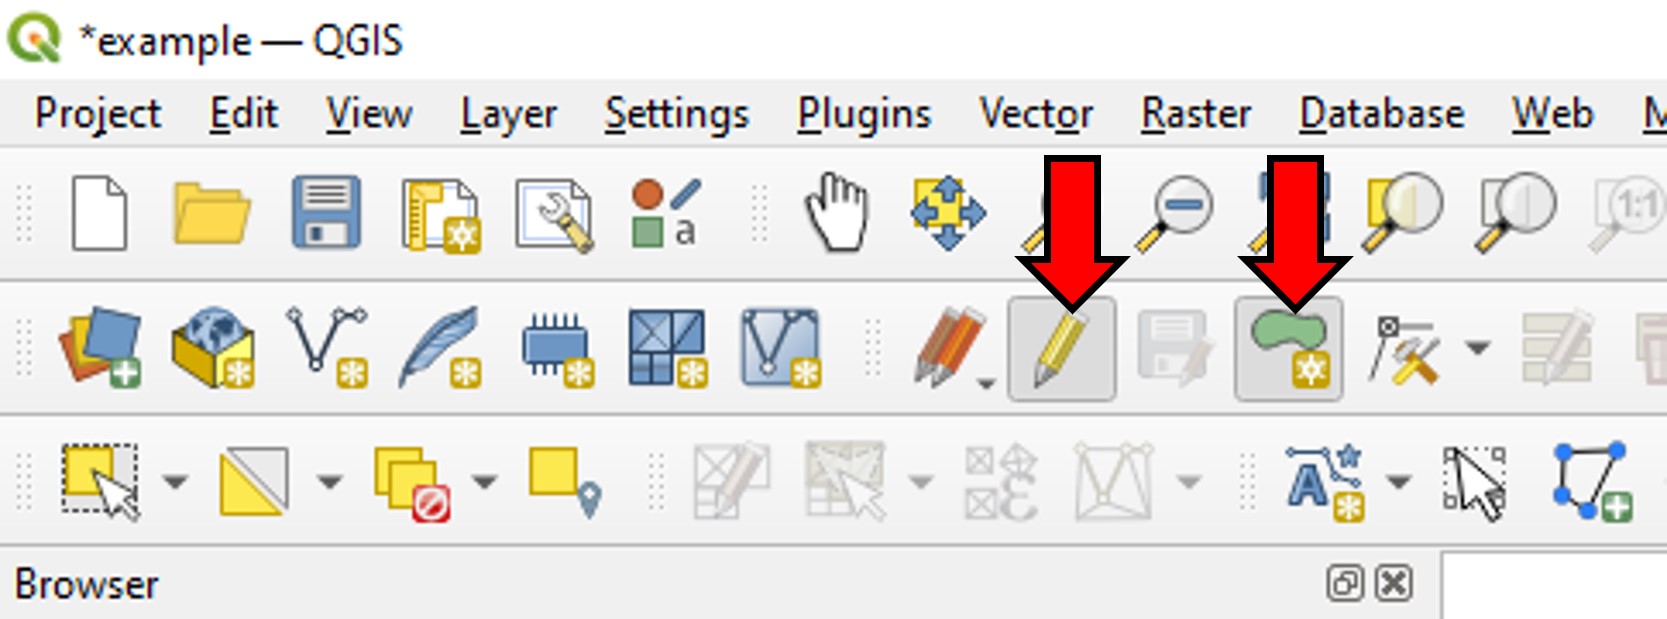 *example — QGIS
Project Edit View Layer Settings Plugins Vector Raster Database Web M
a 1:1
ε
A
Browser